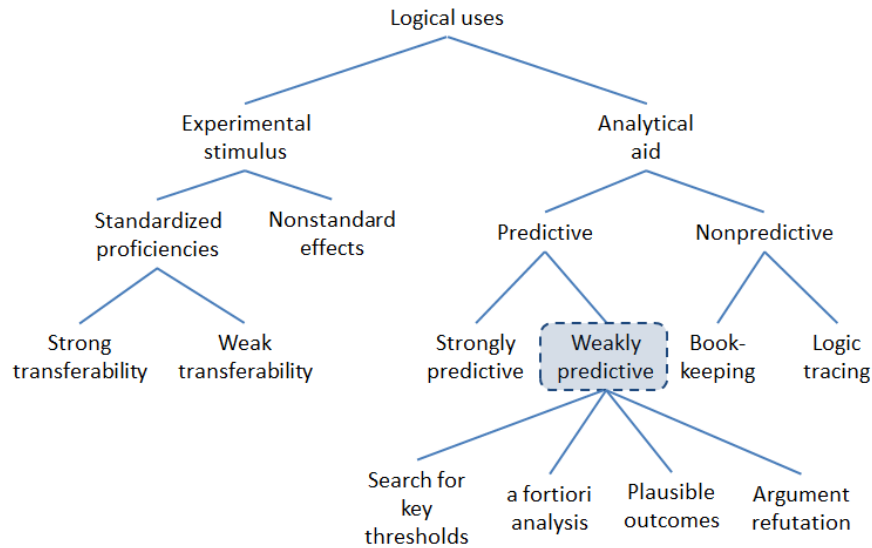 Logical uses
Experimental
stimulus
Analytical
aid
Standardized
proficiencies
Nonstandard
effects
Predictive
Nonpredictive
Strong
transferability
Weak
transferability
Strongly
predictive
Weakly
predictive
Book-
keeping
Logic
tracing
Search for
key
thresholds
a fortiori
analysis
Plausible
outcomes
Argument
refutation